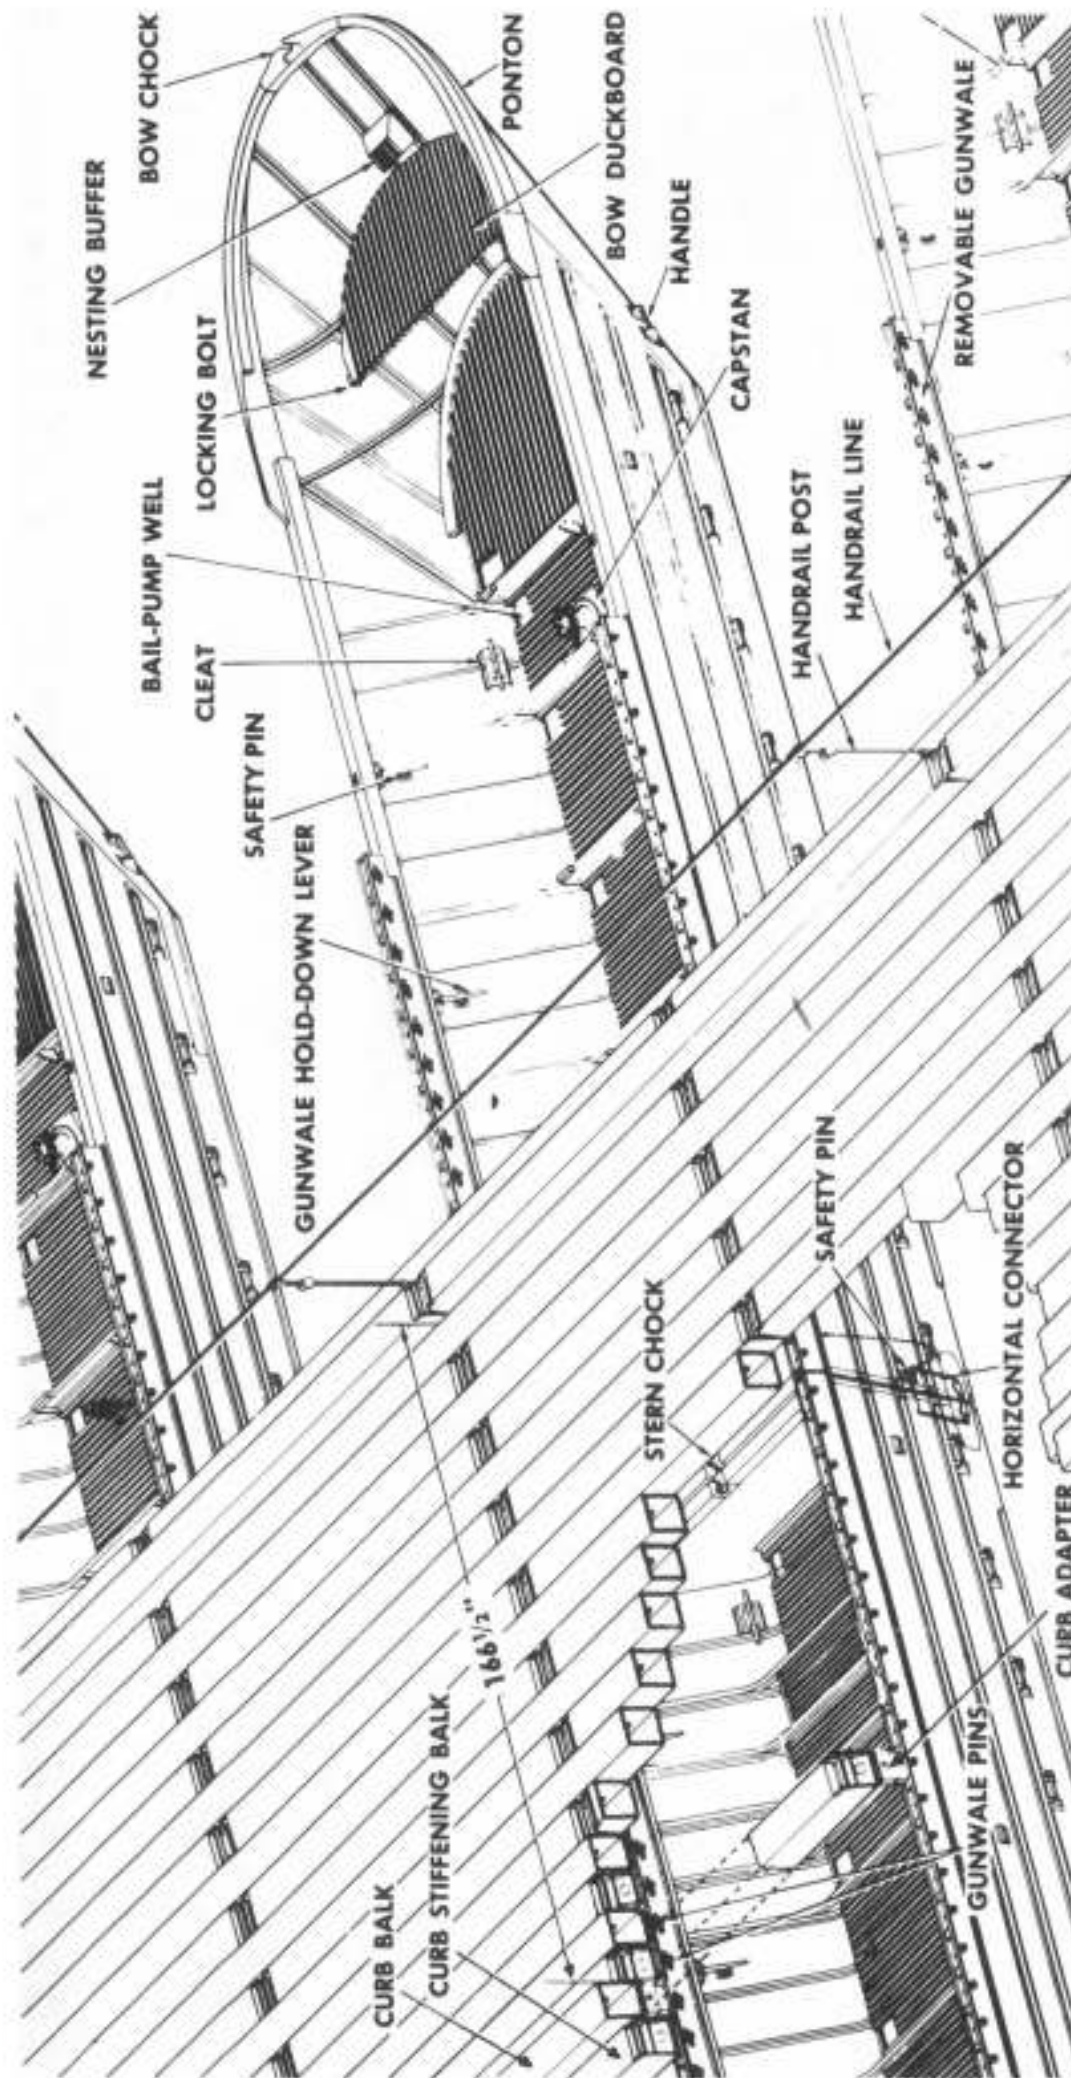 BOW CHOCK
NESTING BUFFER
PONTON
LOCKING BOLT
BOW DUCKBOARD
BAIL-PUMP WELL
HANDLE
CLEAT
CAPSTAN
SAFETY PIN
REMOVABLE GUNWALE
GUNWALE HOLD-DOWN LEVER
HANDRAIL POST
HANDRAIL LINE
SAFETY PIN
STERN CHOCK
HORIZONTAL CONNECTOR
166½"
CURB ADAPTER
CURB STIFFENING BALK
GUNWALE PINS
CURB BALK